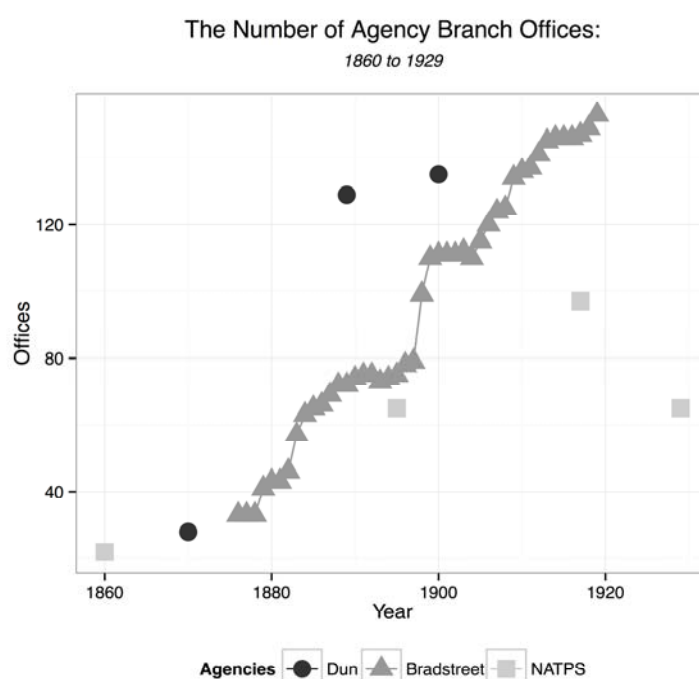 The Number of Agency Branch Offices:
1860 to 1929
Offices
120
80
40
1860 1880 1900 1920
Year
Agencies Dun Bradstreet NATPS